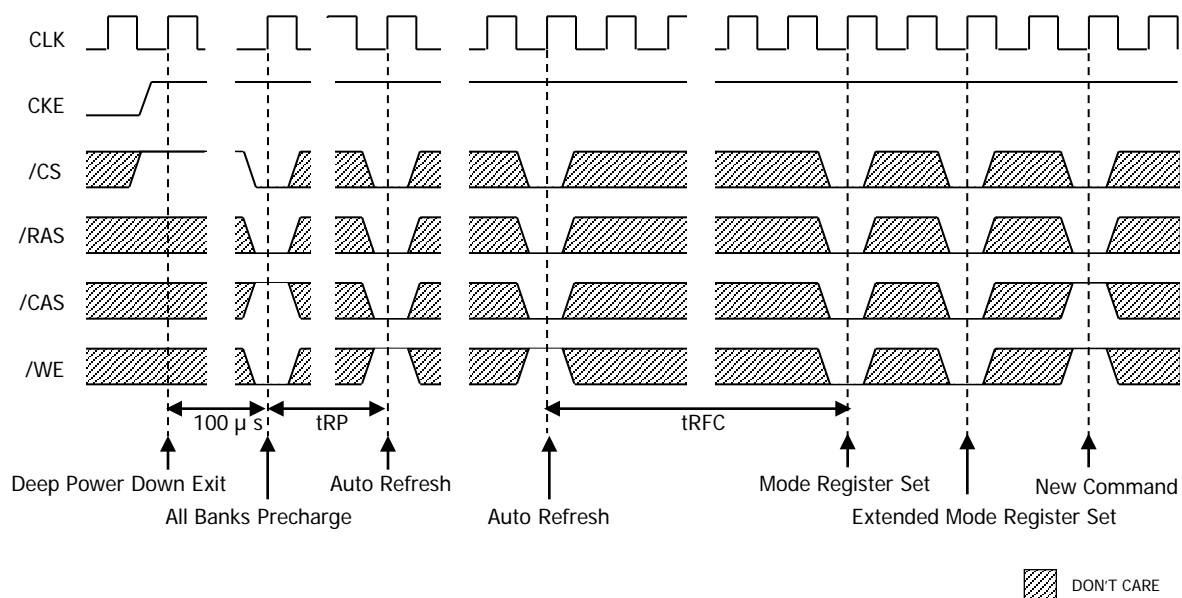 CLK
CKE
/CS
/RAS
/CAS
/WE
100 μ s
tRP
tRFC
Deep Power Down Exit
All Banks Precharge
Auto Refresh
Auto Refresh
Mode Register Set
Extended Mode Register Set
New Command
DON'T CARE